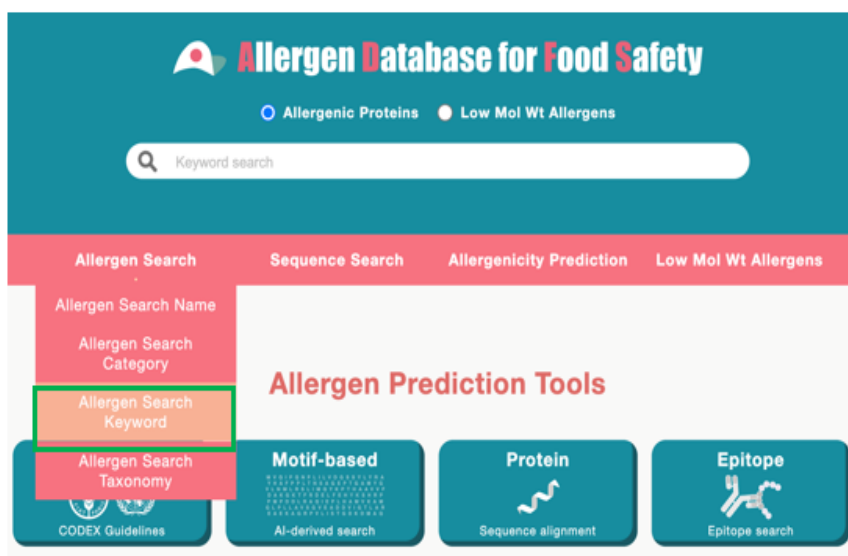 Allergen Database for Food Safety
Allergenic Proteins Low Mol Wt Allergens
Keyword search
Allergen Search Sequence Search Allergenicity Prediction Low Mol Wt Allergens
Allergen Search Name
Allergen Search
Category
Allergen Search
Keyword
Allergen Search
Taxonomy
Allergen Prediction Tools
CODEX Guidelines
Motif-based
AI-derived search
Protein
Sequence alignment
Epitope
Epitope search